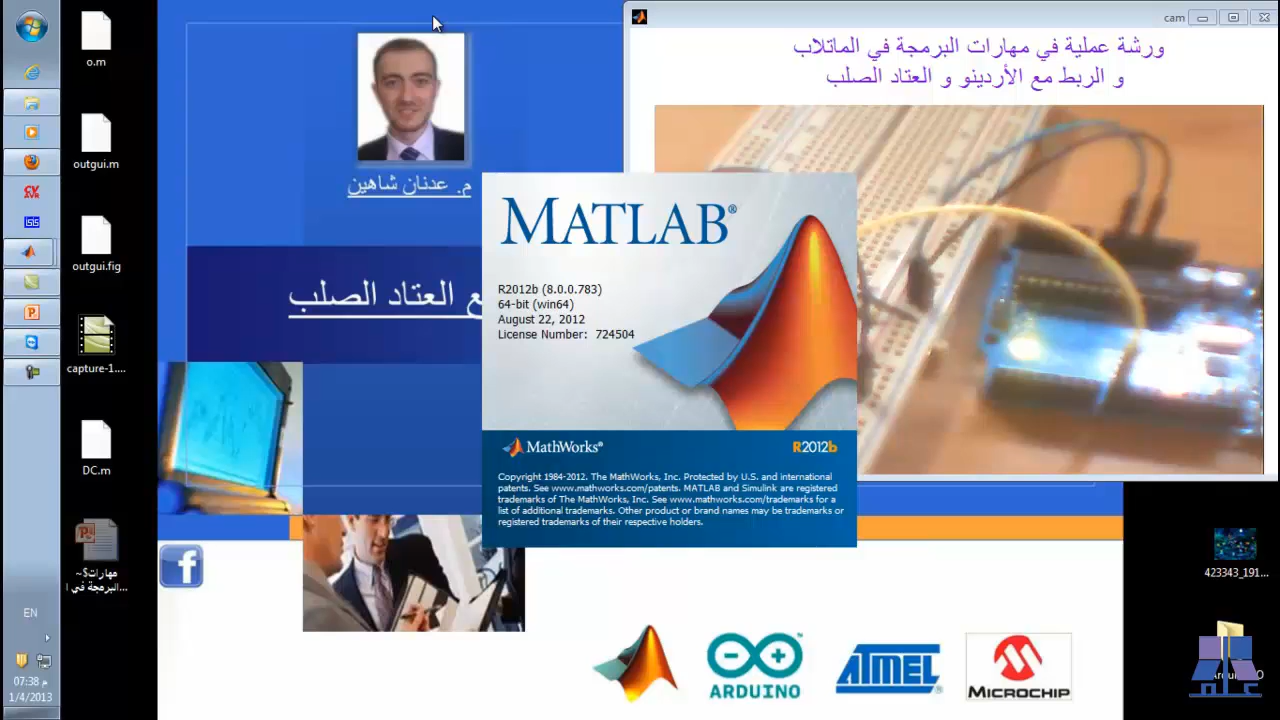 o.m
outgui.m
outgui.fig
capture-1....
DC.m
~$مهارات
البرمجة في ا...
EN
07:38 م
1/4/2013
م. عدنان شاهين
ع العتاد الصلب
cam
ورشة عملية في مهارات البرمجة في الماتلاب
و الربط مع الأردينو و العتاد الصلب
MATLAB®
R2012b (8.0.0.783)
64-bit (win64)
August 22, 2012
License Number: 724504
MathWorks®
R2012b
Copyright 1984-2012. The MathWorks, Inc. Protected by U.S. and international
patents. See www.mathworks.com/patents. MATLAB and Simulink are registered
trademarks of The MathWorks, Inc. See www.mathworks.com/trademarks for a
list of additional trademarks. Other product or brand names may be trademarks or
registered trademarks of their respective holders.
f
ARDUINO™
ATMEL®
MICROCHIP
423343_191...